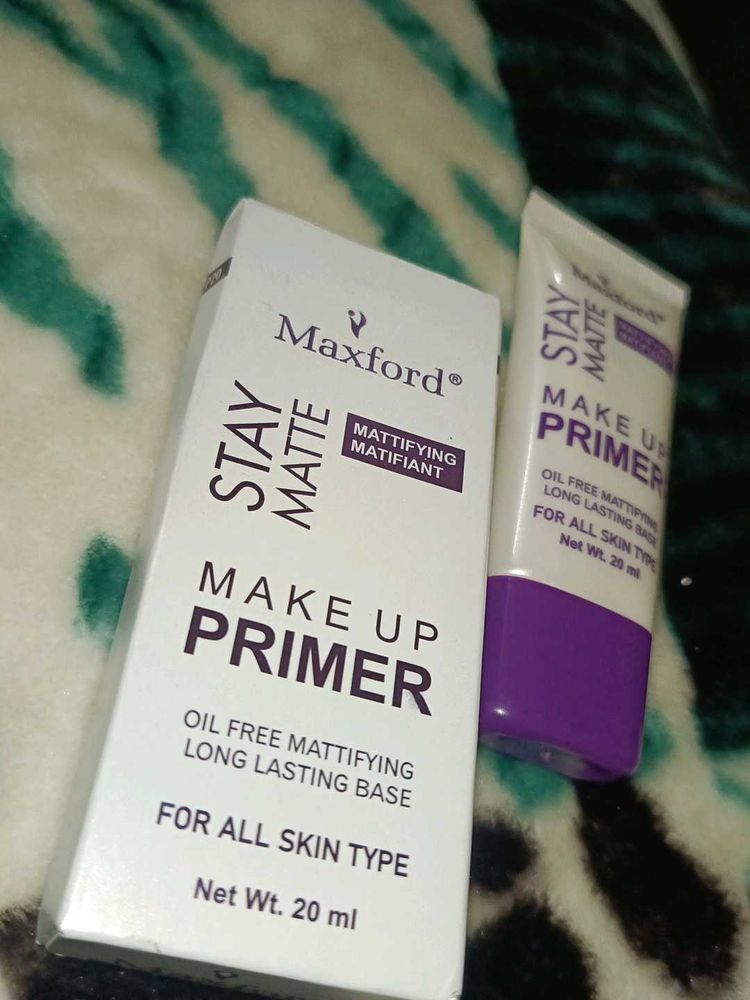 Maxford®
STAY
MATTE
MATTIFYING
MATIFIANT
MAKE UP
PRIMER
OIL FREE MATTIFYING
LONG LASTING BASE
FOR ALL SKIN TYPE
Net Wt. 20 ml
Maxford®
STAY
MATTE
MAKE UP
PRIMER
OIL FREE MATTIFYING
LONG LASTING BASE
FOR ALL SKIN TYPE
Net Wt. 20 ml